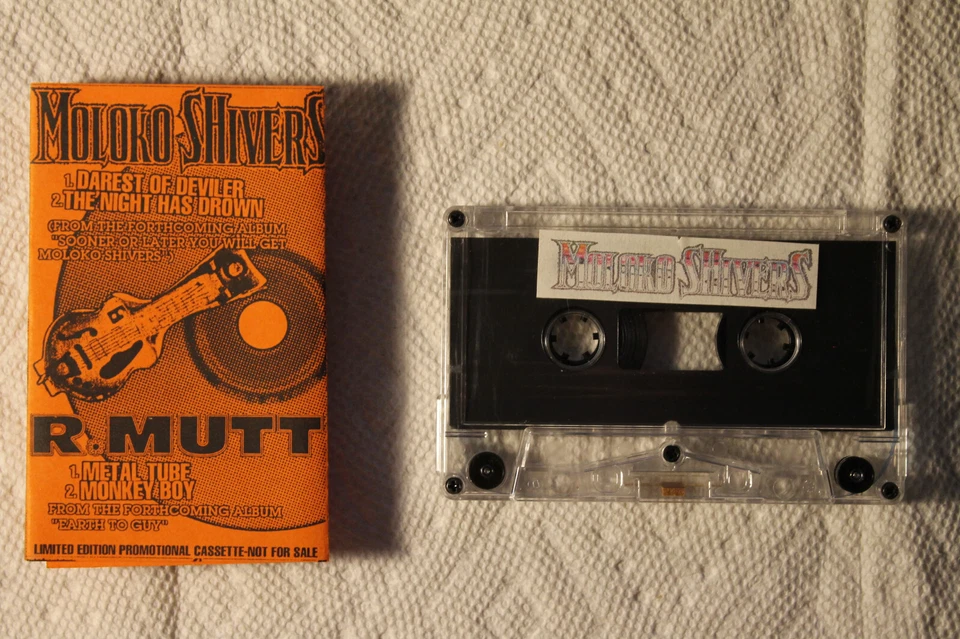 MOLOKO SHIVERS
1. DAREST OF DEVILER
2. THE NIGHT HAS DROWN
(FROM THE FORTHCOMING ALBUM
"SOONER OR LATER YOU WILL GET
MOLOKO SHIVERS")
R. MUTT
1. METAL TUBE
2. MONKEY BOY
FROM THE FORTHCOMING ALBUM
"EARTH TO GUY"
LIMITED EDITION PROMOTIONAL CASSETTE-NOT FOR SALE
MOLOKO SHIVERS